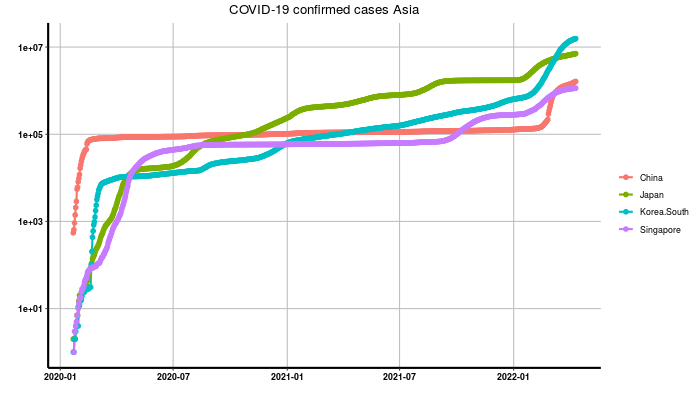 COVID-19 confirmed cases Asia
1e+07
1e+05
1e+03
1e+01
2020-01 2020-07 2021-01 2021-07 2022-01
China
Japan
Korea.South
Singapore